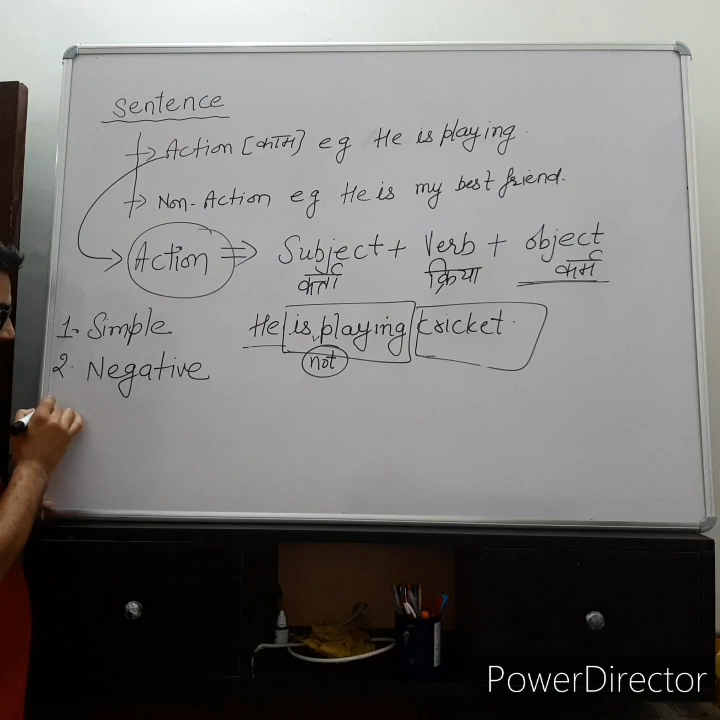 Sentence
Action [काम] eg He is playing.
Non-Action eg He is my best friend.
Action ⇒ Subject + Verb + object
कर्ता क्रिया कर्म
1. Simple He is playing cricket.
2. Negative not
PowerDirector